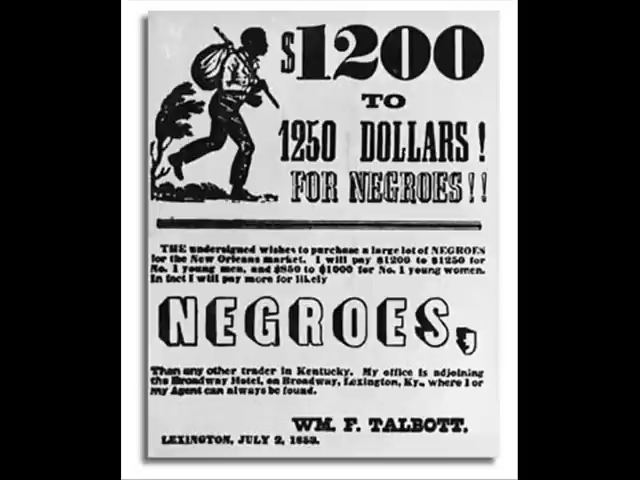 $1200
TO
1250 DOLLARS!
FOR NEGROES!!
THE undersigned wishes to purchase a large lot of NEGROES
for the New Orleans market. I will pay $1200 to $1250 for
No. 1 young men, and $850 to $1000 for No. 1 young women.
In fact I will pay more for likely
NEGROES,
Than any other trader in Kentucky. My office is adjoining
the Broadway Hotel, on Broadway, Lexington, Ky., where I or
my Agent can always be found.
WM. F. TALBOTT.
LEXINGTON, JULY 2, 1853.